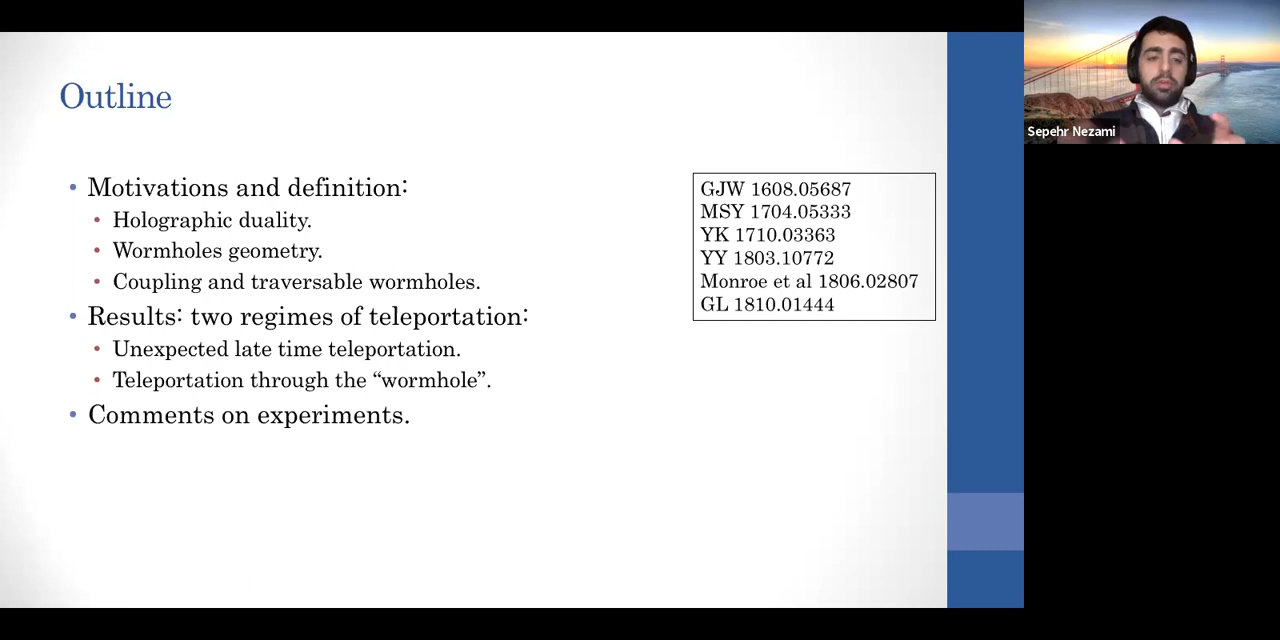 Outline
Motivations and definition:
Holographic duality.
Wormholes geometry.
Coupling and traversable wormholes.
Results: two regimes of teleportation:
Unexpected late time teleportation.
Teleportation through the “wormhole”.
Comments on experiments.
GJW 1608.05687
MSY 1704.05333
YK 1710.03363
YY 1803.10772
Monroe et al 1806.02807
GL 1810.01444
Sepehr Nezami